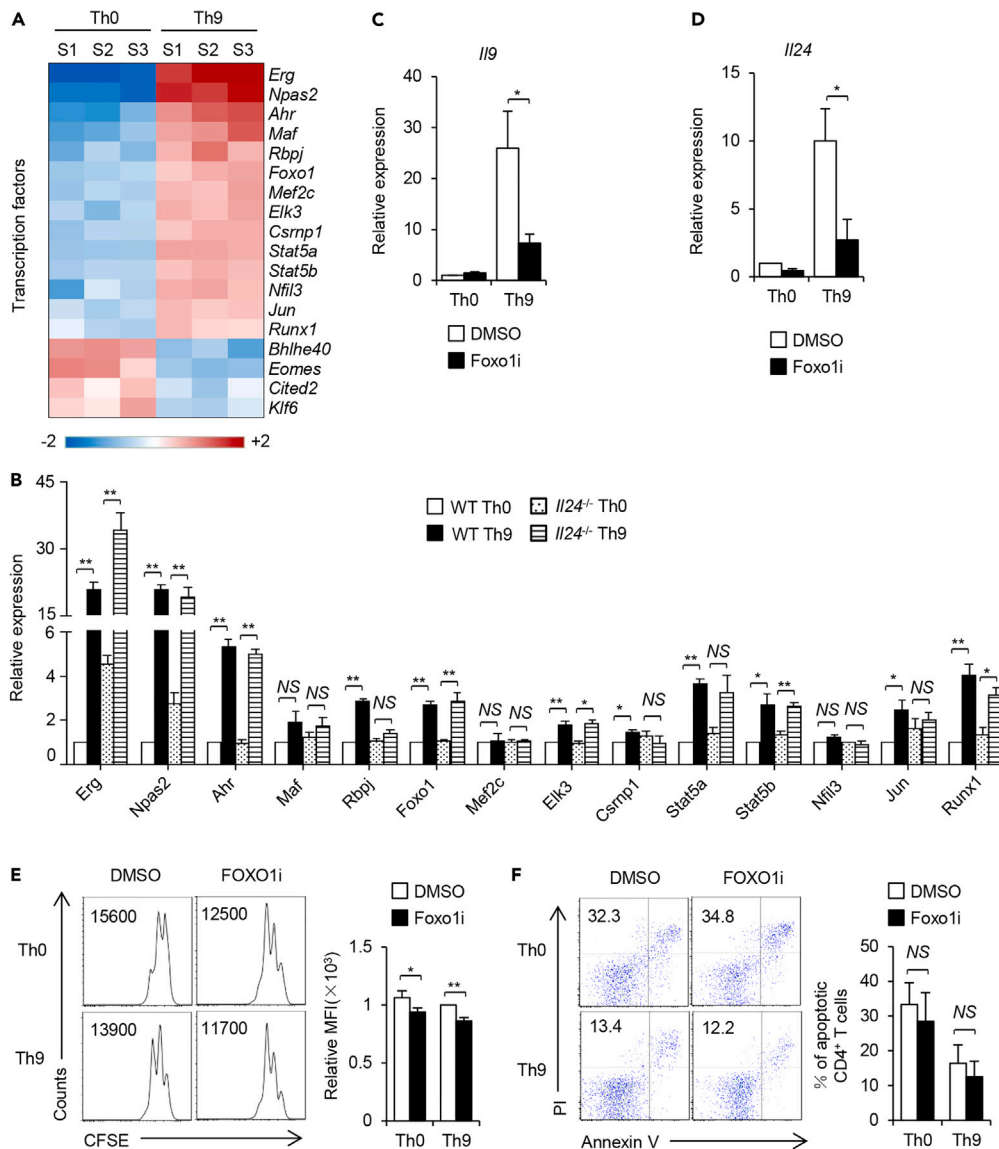 A
Th0 Th9
S1 S2 S3 S1 S2 S3
Transcription factors
Erg
Npas2
Ahr
Maf
Rbpj
Foxo1
Mef2c
Elk3
Csrnp1
Stat5a
Stat5b
Nfil3
Jun
Runx1
Bhlhe40
Eomes
Cited2
Klf6
-2 +2
C
Il9
Relative expression
40
30
20
10
0
*
Th0 Th9
DMSO
Foxo1i
D
Il24
Relative expression
15
10
5
0
*
Th0 Th9
DMSO
Foxo1i
B
Relative expression
45
30
15
6
4
2
0
WT Th0 Il24-/- Th0
WT Th9 Il24-/- Th9
** **
** **
** **
NS NS
** NS
** **
NS NS
** *
* NS
** NS
* **
NS NS
* NS
** *
Erg Npas2 Ahr Maf Rbpj Foxo1 Mef2c Elk3 Csrnp1 Stat5a Stat5b Nfil3 Jun Runx1
E
DMSO FOXO1i
Th0
15600 12500
Th9
13900 11700
Counts
CFSE
DMSO
Foxo1i
Relative MFI(×10³)
1.5
1
0.5
0
* **
Th0 Th9
F
DMSO FOXO1i
Th0
32.3 34.8
Th9
13.4 12.2
PI
Annexin V
DMSO
Foxo1i
% of apoptotic
CD4⁺ T cells
50
40
30
20
10
0
NS NS
Th0 Th9